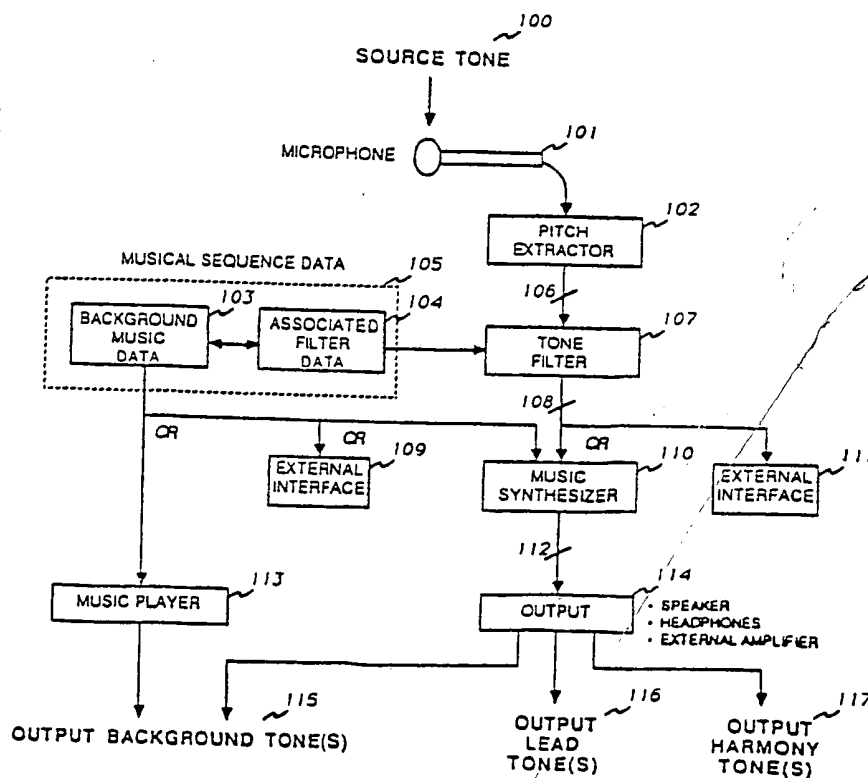 100
SOURCE TONE
MICROPHONE
101
102
PITCH
EXTRACTOR
MUSICAL SEQUENCE DATA
105
103
104
106
107
BACKGROUND
MUSIC
DATA
ASSOCIATED
FILTER
DATA
TONE
FILTER
108
OR
OR
OR
109
110
EXTERNAL
INTERFACE
MUSIC
SYNTHESIZER
EXTERNAL
INTERFACE
112
113
114
MUSIC PLAYER
OUTPUT
• SPEAKER
• HEADPHONES
• EXTERNAL AMPLIFIER
115
116
117
OUTPUT BACKGROUND TONE(S)
OUTPUT
LEAD
TONE(S)
OUTPUT
HARMONY
TONE(S)